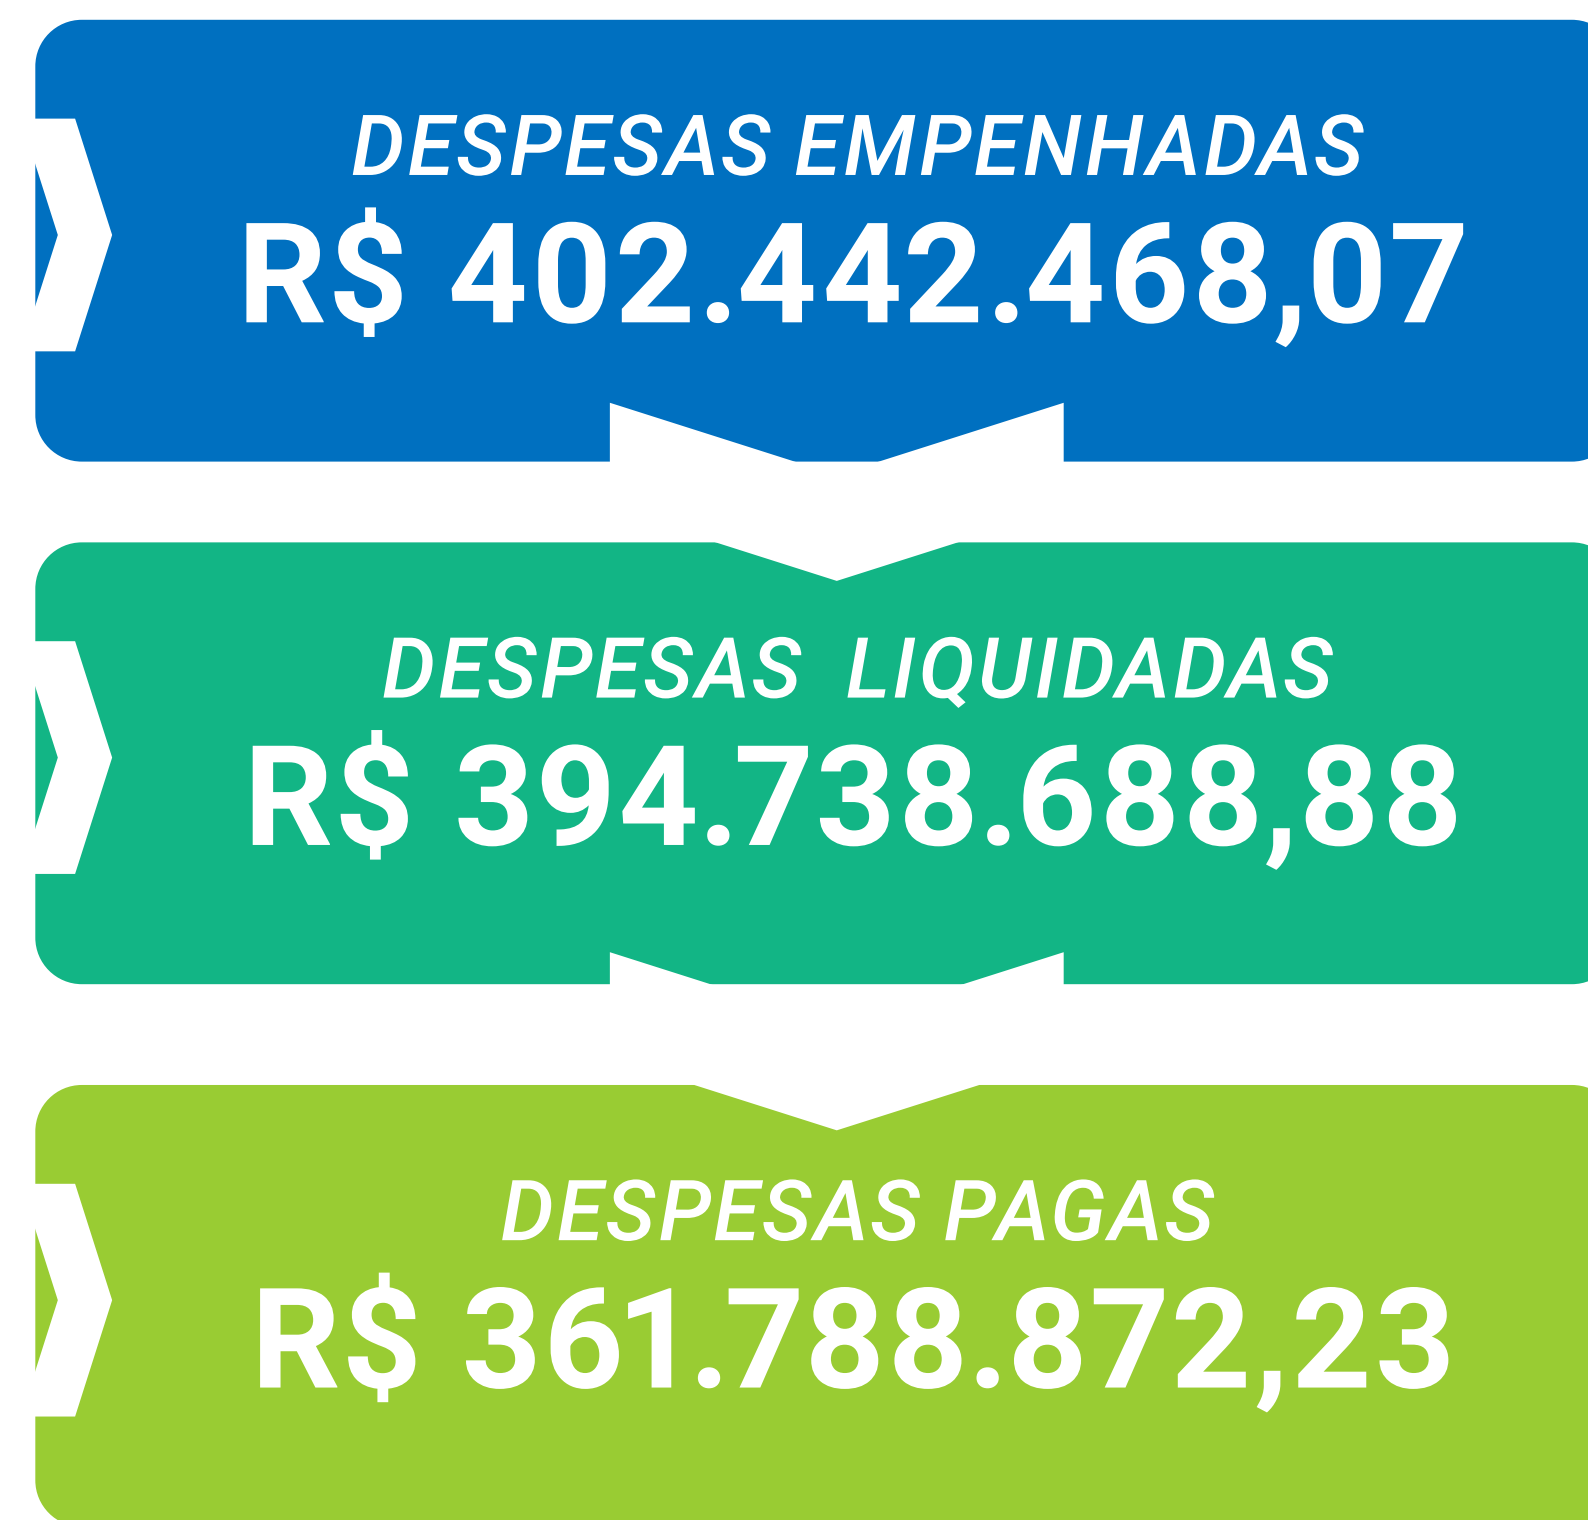 DESPESAS EMPENHADAS
R$ 402.442.468,07
DESPESAS LIQUIDADAS
R$ 394.738.688,88
DESPESAS PAGAS
R$ 361.788.872,23